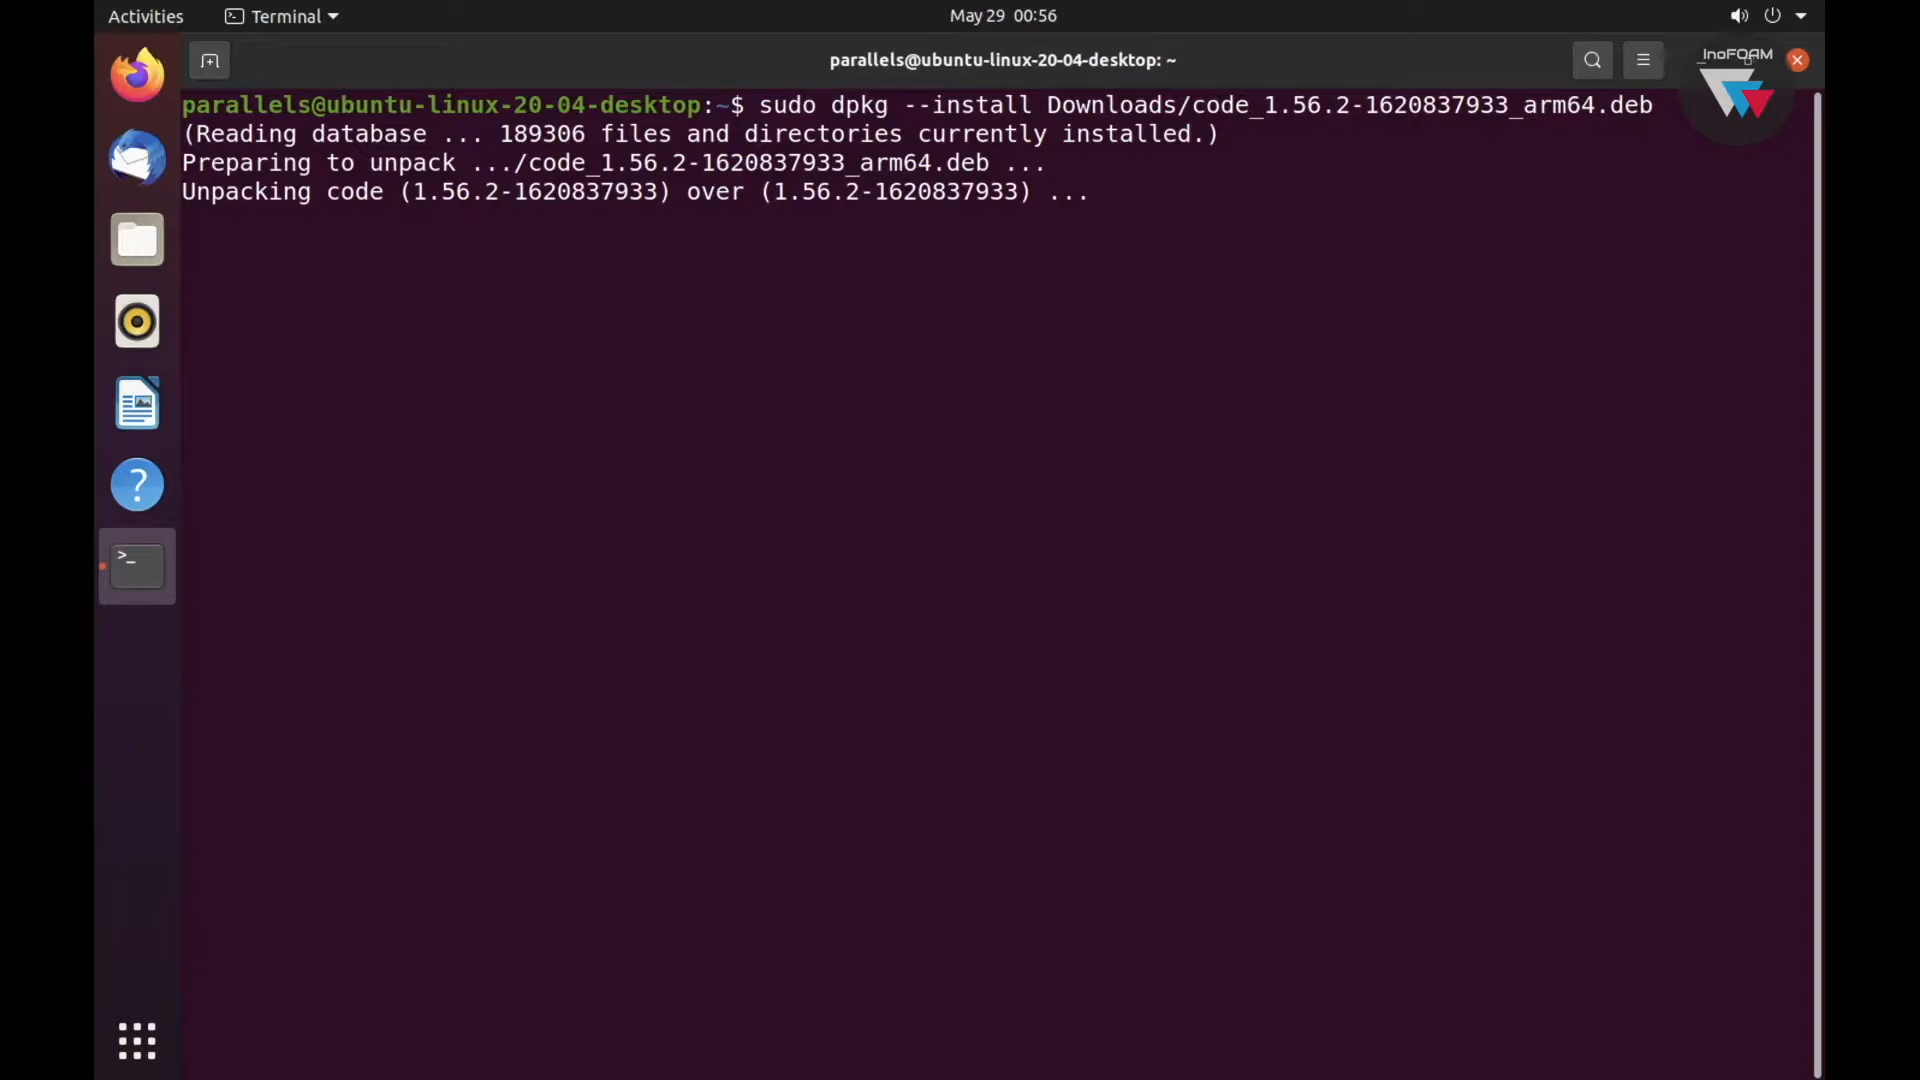 Activities Terminal May 29 00:56
parallels@ubuntu-linux-20-04-desktop: ~
InoFOAM
parallels@ubuntu-linux-20-04-desktop:~$ sudo dpkg --install Downloads/code_1.56.2-1620837933_arm64.deb
(Reading database ... 189306 files and directories currently installed.)
Preparing to unpack .../code_1.56.2-1620837933_arm64.deb ...
Unpacking code (1.56.2-1620837933) over (1.56.2-1620837933) ...
?
>_